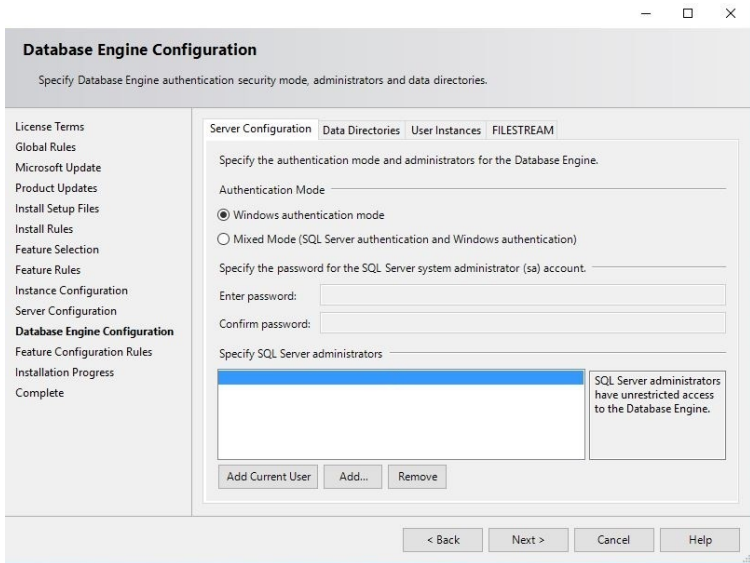 Database Engine Configuration
Specify Database Engine authentication security mode, administrators and data directories.
License Terms
Global Rules
Microsoft Update
Product Updates
Install Setup Files
Install Rules
Feature Selection
Feature Rules
Instance Configuration
Server Configuration
Database Engine Configuration
Feature Configuration Rules
Installation Progress
Complete
Server Configuration Data Directories User Instances FILESTREAM
Specify the authentication mode and administrators for the Database Engine.
Authentication Mode
Windows authentication mode
Mixed Mode (SQL Server authentication and Windows authentication)
Specify the password for the SQL Server system administrator (sa) account.
Enter password:
Confirm password:
Specify SQL Server administrators
SQL Server administrators
have unrestricted access
to the Database Engine.
Add Current User Add... Remove
< Back Next > Cancel Help